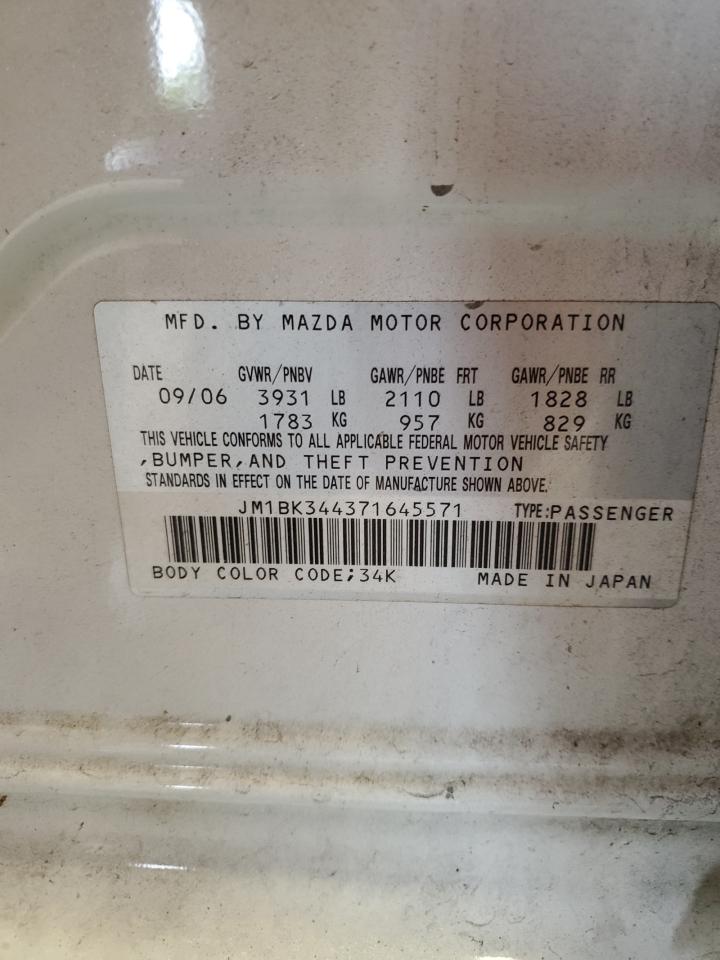 MFD. BY MAZDA MOTOR CORPORATION
DATE GVWR/PNBV GAWR/PNBE FRT GAWR/PNBE RR
09/06 3931 LB 2110 LB 1828 LB
1783 KG 957 KG 829 KG
THIS VEHICLE CONFORMS TO ALL APPLICABLE FEDERAL MOTOR VEHICLE SAFETY
,BUMPER,AND THEFT PREVENTION
STANDARDS IN EFFECT ON THE DATE OF MANUFACTURE SHOWN ABOVE.
JM1BK344371645571 TYPE:PASSENGER
BODY COLOR CODE;34K MADE IN JAPAN